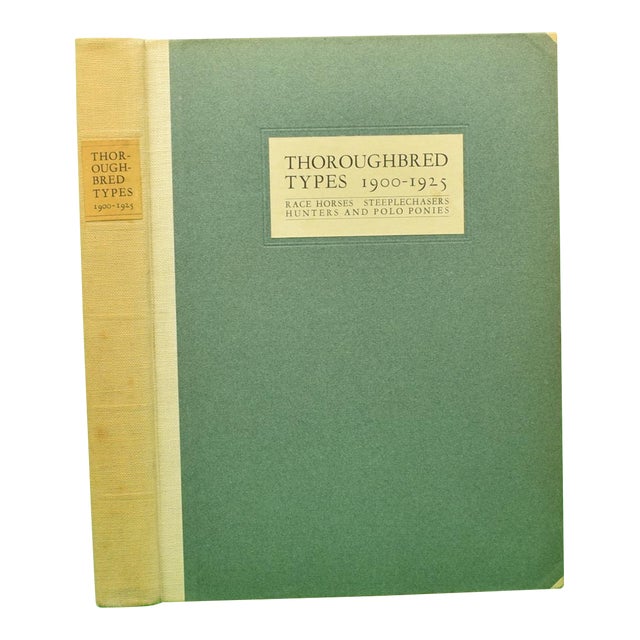 THOR-
OUGH-
BRED
TYPES
1900-1925
THOROUGHBRED
TYPES 1900-1925
RACE HORSES STEEPLECHASERS
HUNTERS AND POLO PONIES